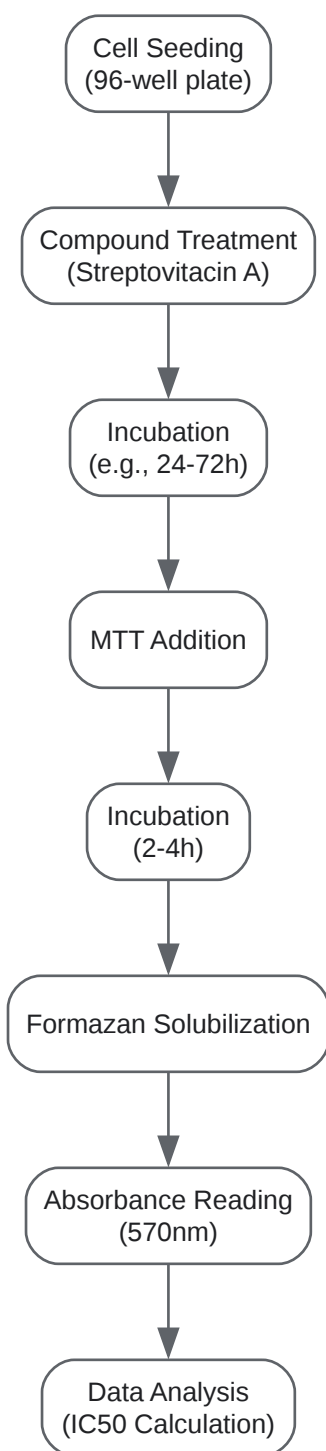 Cell Seeding
(96-well plate)
Compound Treatment
(Streptovitacin A)
Incubation
(e.g., 24-72h)
MTT Addition
Incubation
(2-4h)
Formazan Solubilization
Absorbance Reading
(570nm)
Data Analysis
(IC50 Calculation)